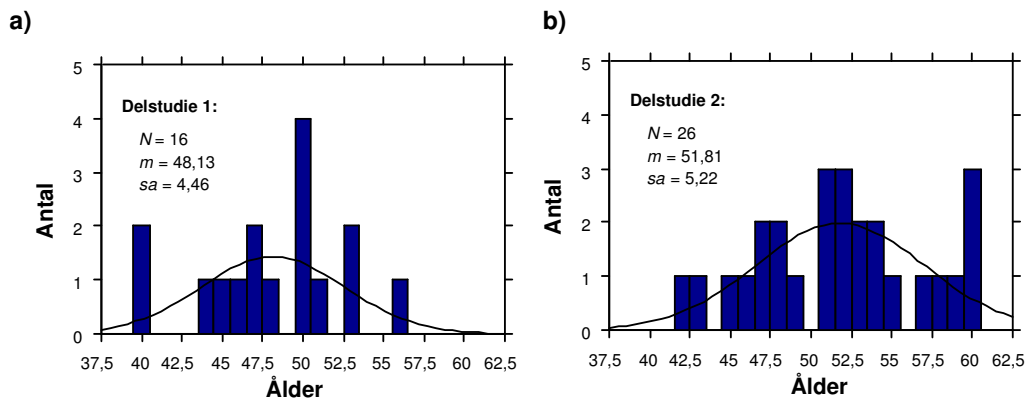 a)
5
4
3
2
1
0
Antal
Delstudie 1:
N = 16
m = 48,13
sa = 4,46
37,5 40 42,5 45 47,5 50 52,5 55 57,5 60 62,5
Ålder
b)
5
4
3
2
1
0
Antal
Delstudie 2:
N = 26
m = 51,81
sa = 5,22
37,5 40 42,5 45 47,5 50 52,5 55 57,5 60 62,5
Ålder